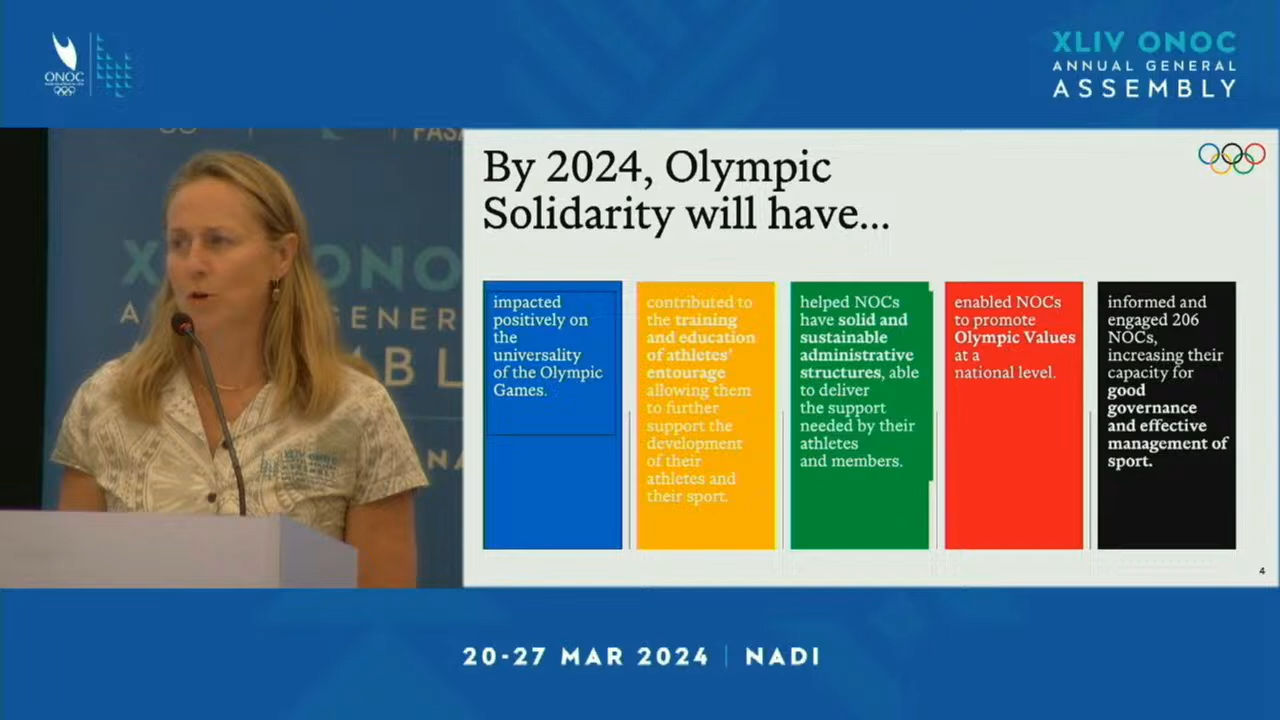 ONOC
XLIV ONOC
ANNUAL GENERAL
ASSEMBLY
By 2024, Olympic
Solidarity will have...
impacted
positively on
the
universality
of the Olympic
Games.
contributed to
the training
and education
of athletes'
entourage
allowing them
to further
support the
development
of their
athletes and
their sport.
helped NOCs
have solid and
sustainable
administrative
structures, able
to deliver
the support
needed by their
athletes
and members.
enabled NOCs
to promote
Olympic Values
at a
national level.
informed and
engaged 206
NOCs,
increasing their
capacity for
good
governance
and effective
management of
sport.
4
20-27 MAR 2024 | NADI